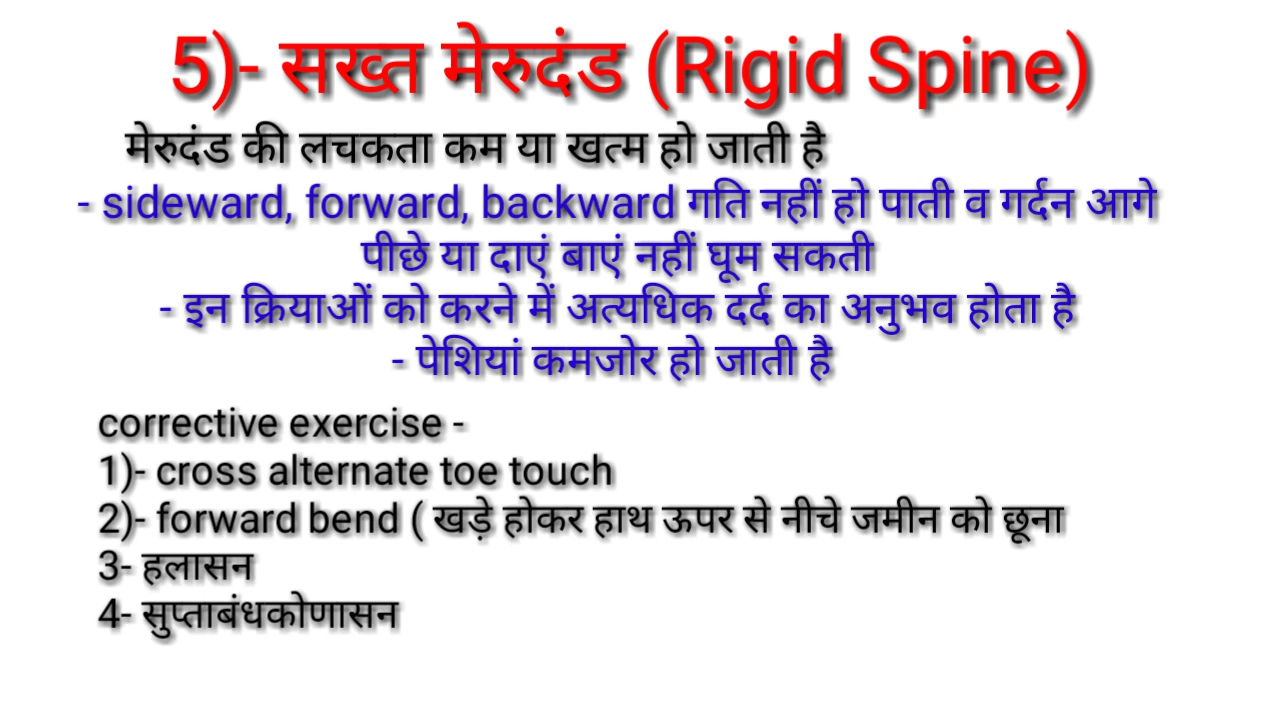 5)- सख्त मेरुदंड (Rigid Spine)
मेरुदंड की लचकता कम या खत्म हो जाती है
- sideward, forward, backward गति नहीं हो पाती व गर्दन आगे
पीछे या दाएं बाएं नहीं घूम सकती
- इन क्रियाओं को करने में अत्यधिक दर्द का अनुभव होता है
- पेशियां कमजोर हो जाती है
corrective exercise -
1)- cross alternate toe touch
2)- forward bend ( खड़े होकर हाथ ऊपर से नीचे जमीन को छूना
3- हलासन
4- सुप्ताबंधकोणासन